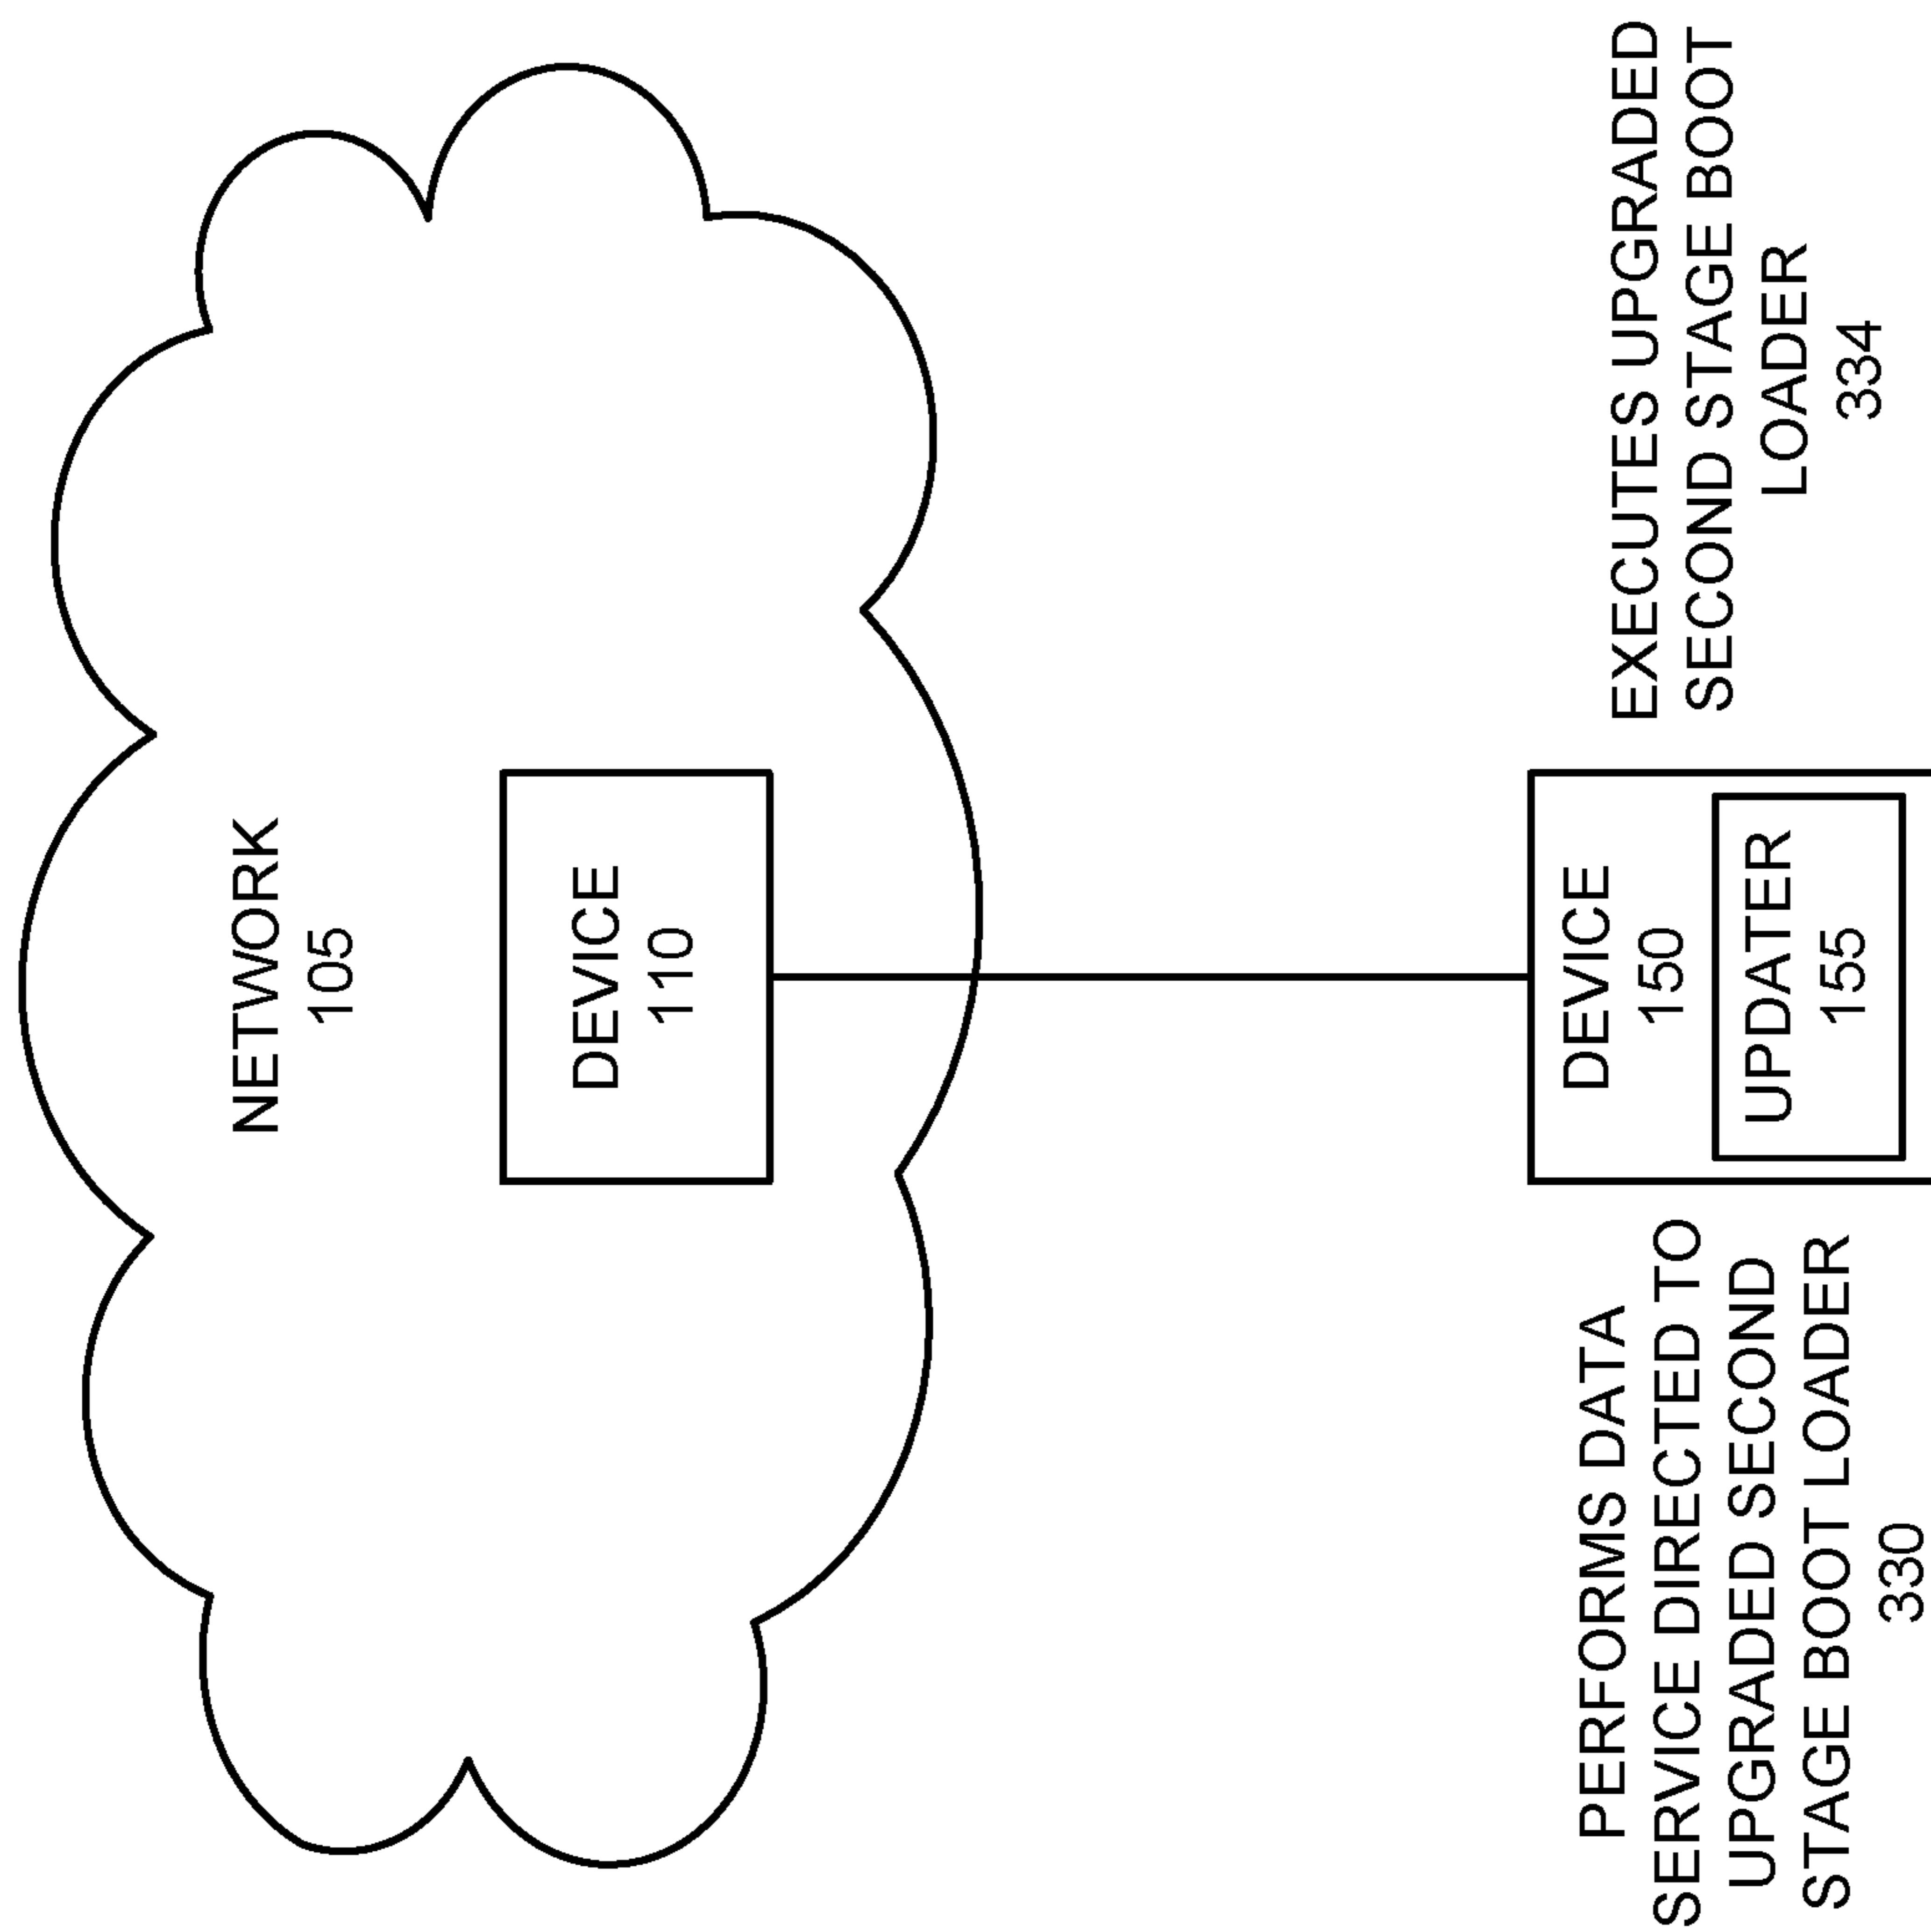 NETWORK
105
DEVICE
110
DEVICE
150
UPDATER
155
PERFORMS DATA
SERVICE DIRECTED TO
UPGRADED SECOND
STAGE BOOT LOADER
330
EXECUTES UPGRADED
SECOND STAGE BOOT
LOADER
334